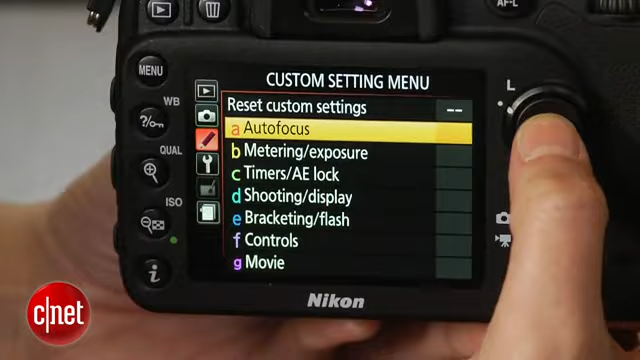 AF-L
MENU
CUSTOM SETTING MENU
L
Reset custom settings --
WB
a Autofocus
?/
b Metering/exposure
QUAL
c Timers/AE lock
d Shooting/display
ISO
e Bracketing/flash
f Controls
g Movie
i
Nikon
c|net